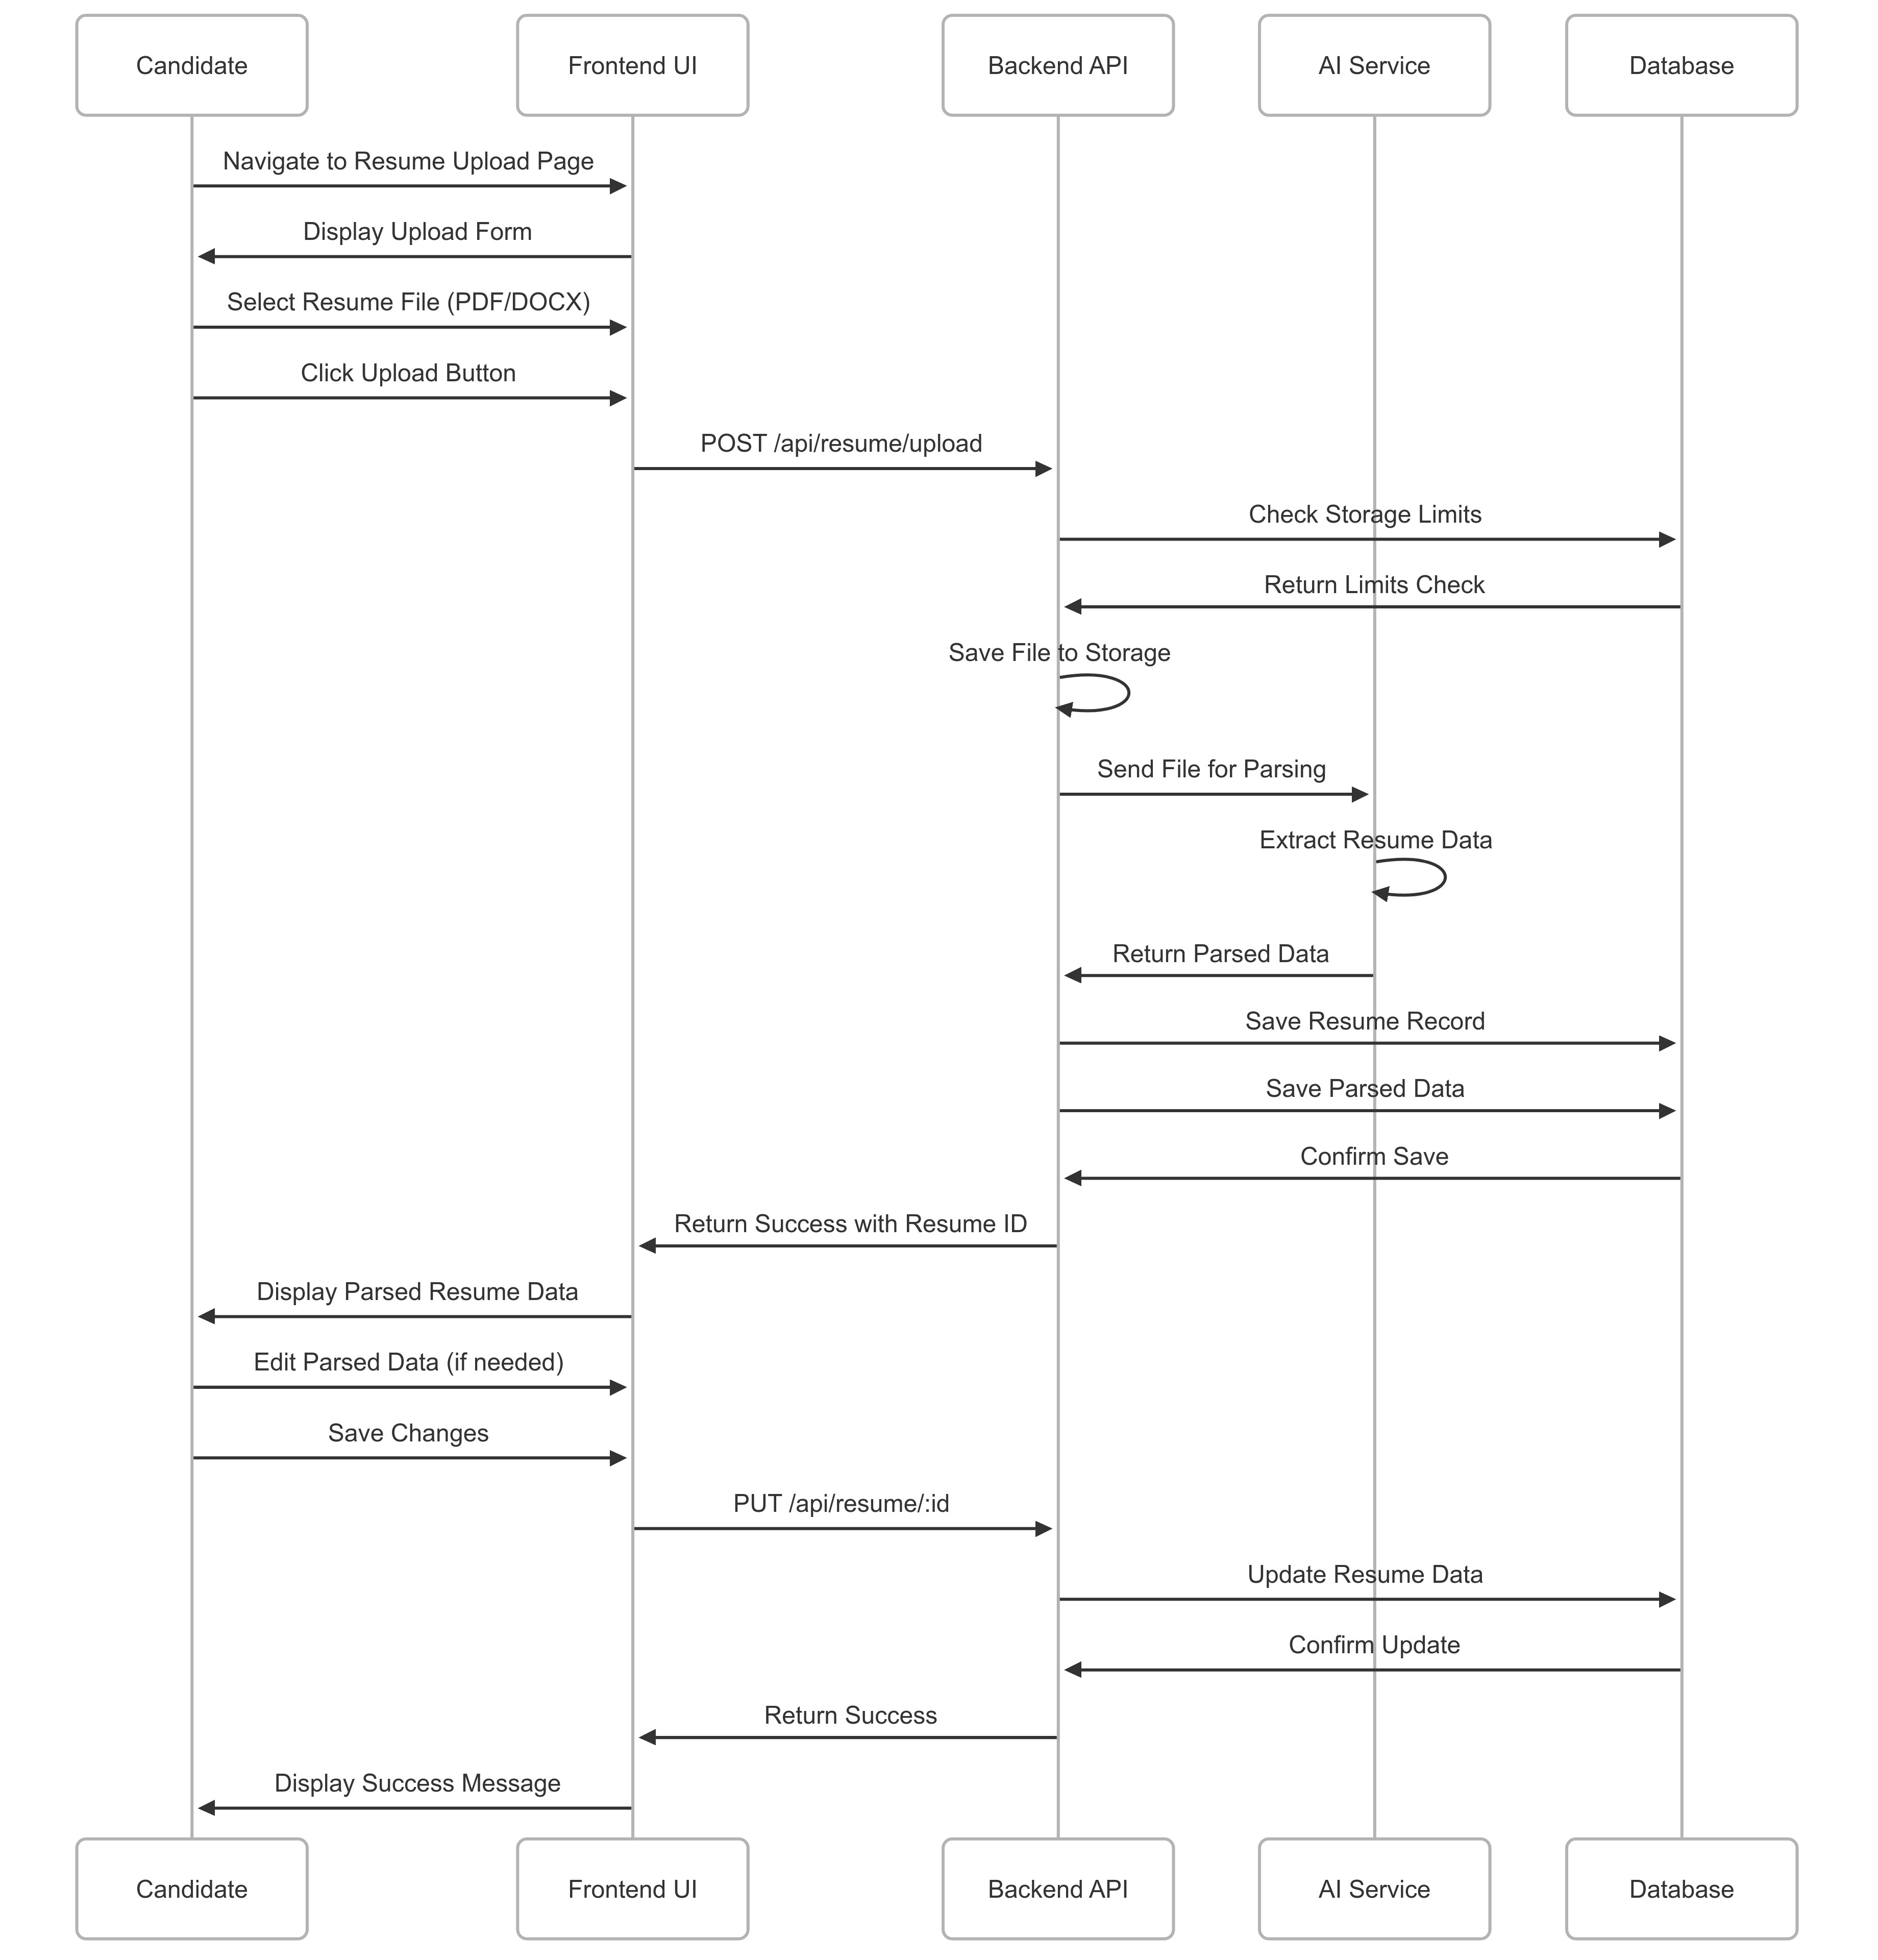 Candidate
Frontend UI
Backend API
AI Service
Database
Navigate to Resume Upload Page
Display Upload Form
Select Resume File (PDF/DOCX)
Click Upload Button
POST /api/resume/upload
Check Storage Limits
Return Limits Check
Save File to Storage
Send File for Parsing
Extract Resume Data
Return Parsed Data
Save Resume Record
Save Parsed Data
Confirm Save
Return Success with Resume ID
Display Parsed Resume Data
Edit Parsed Data (if needed)
Save Changes
PUT /api/resume/:id
Update Resume Data
Confirm Update
Return Success
Display Success Message
Candidate
Frontend UI
Backend API
AI Service
Database